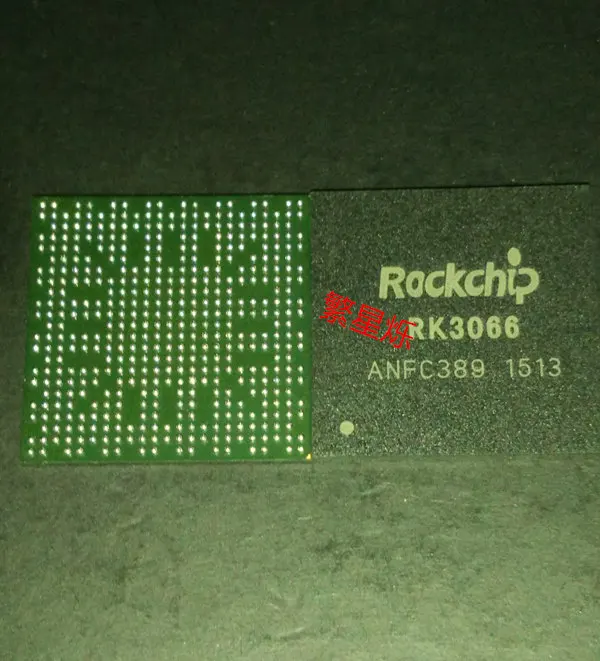 Rockchip
繁星烁
RK3066
ANFC389 1513